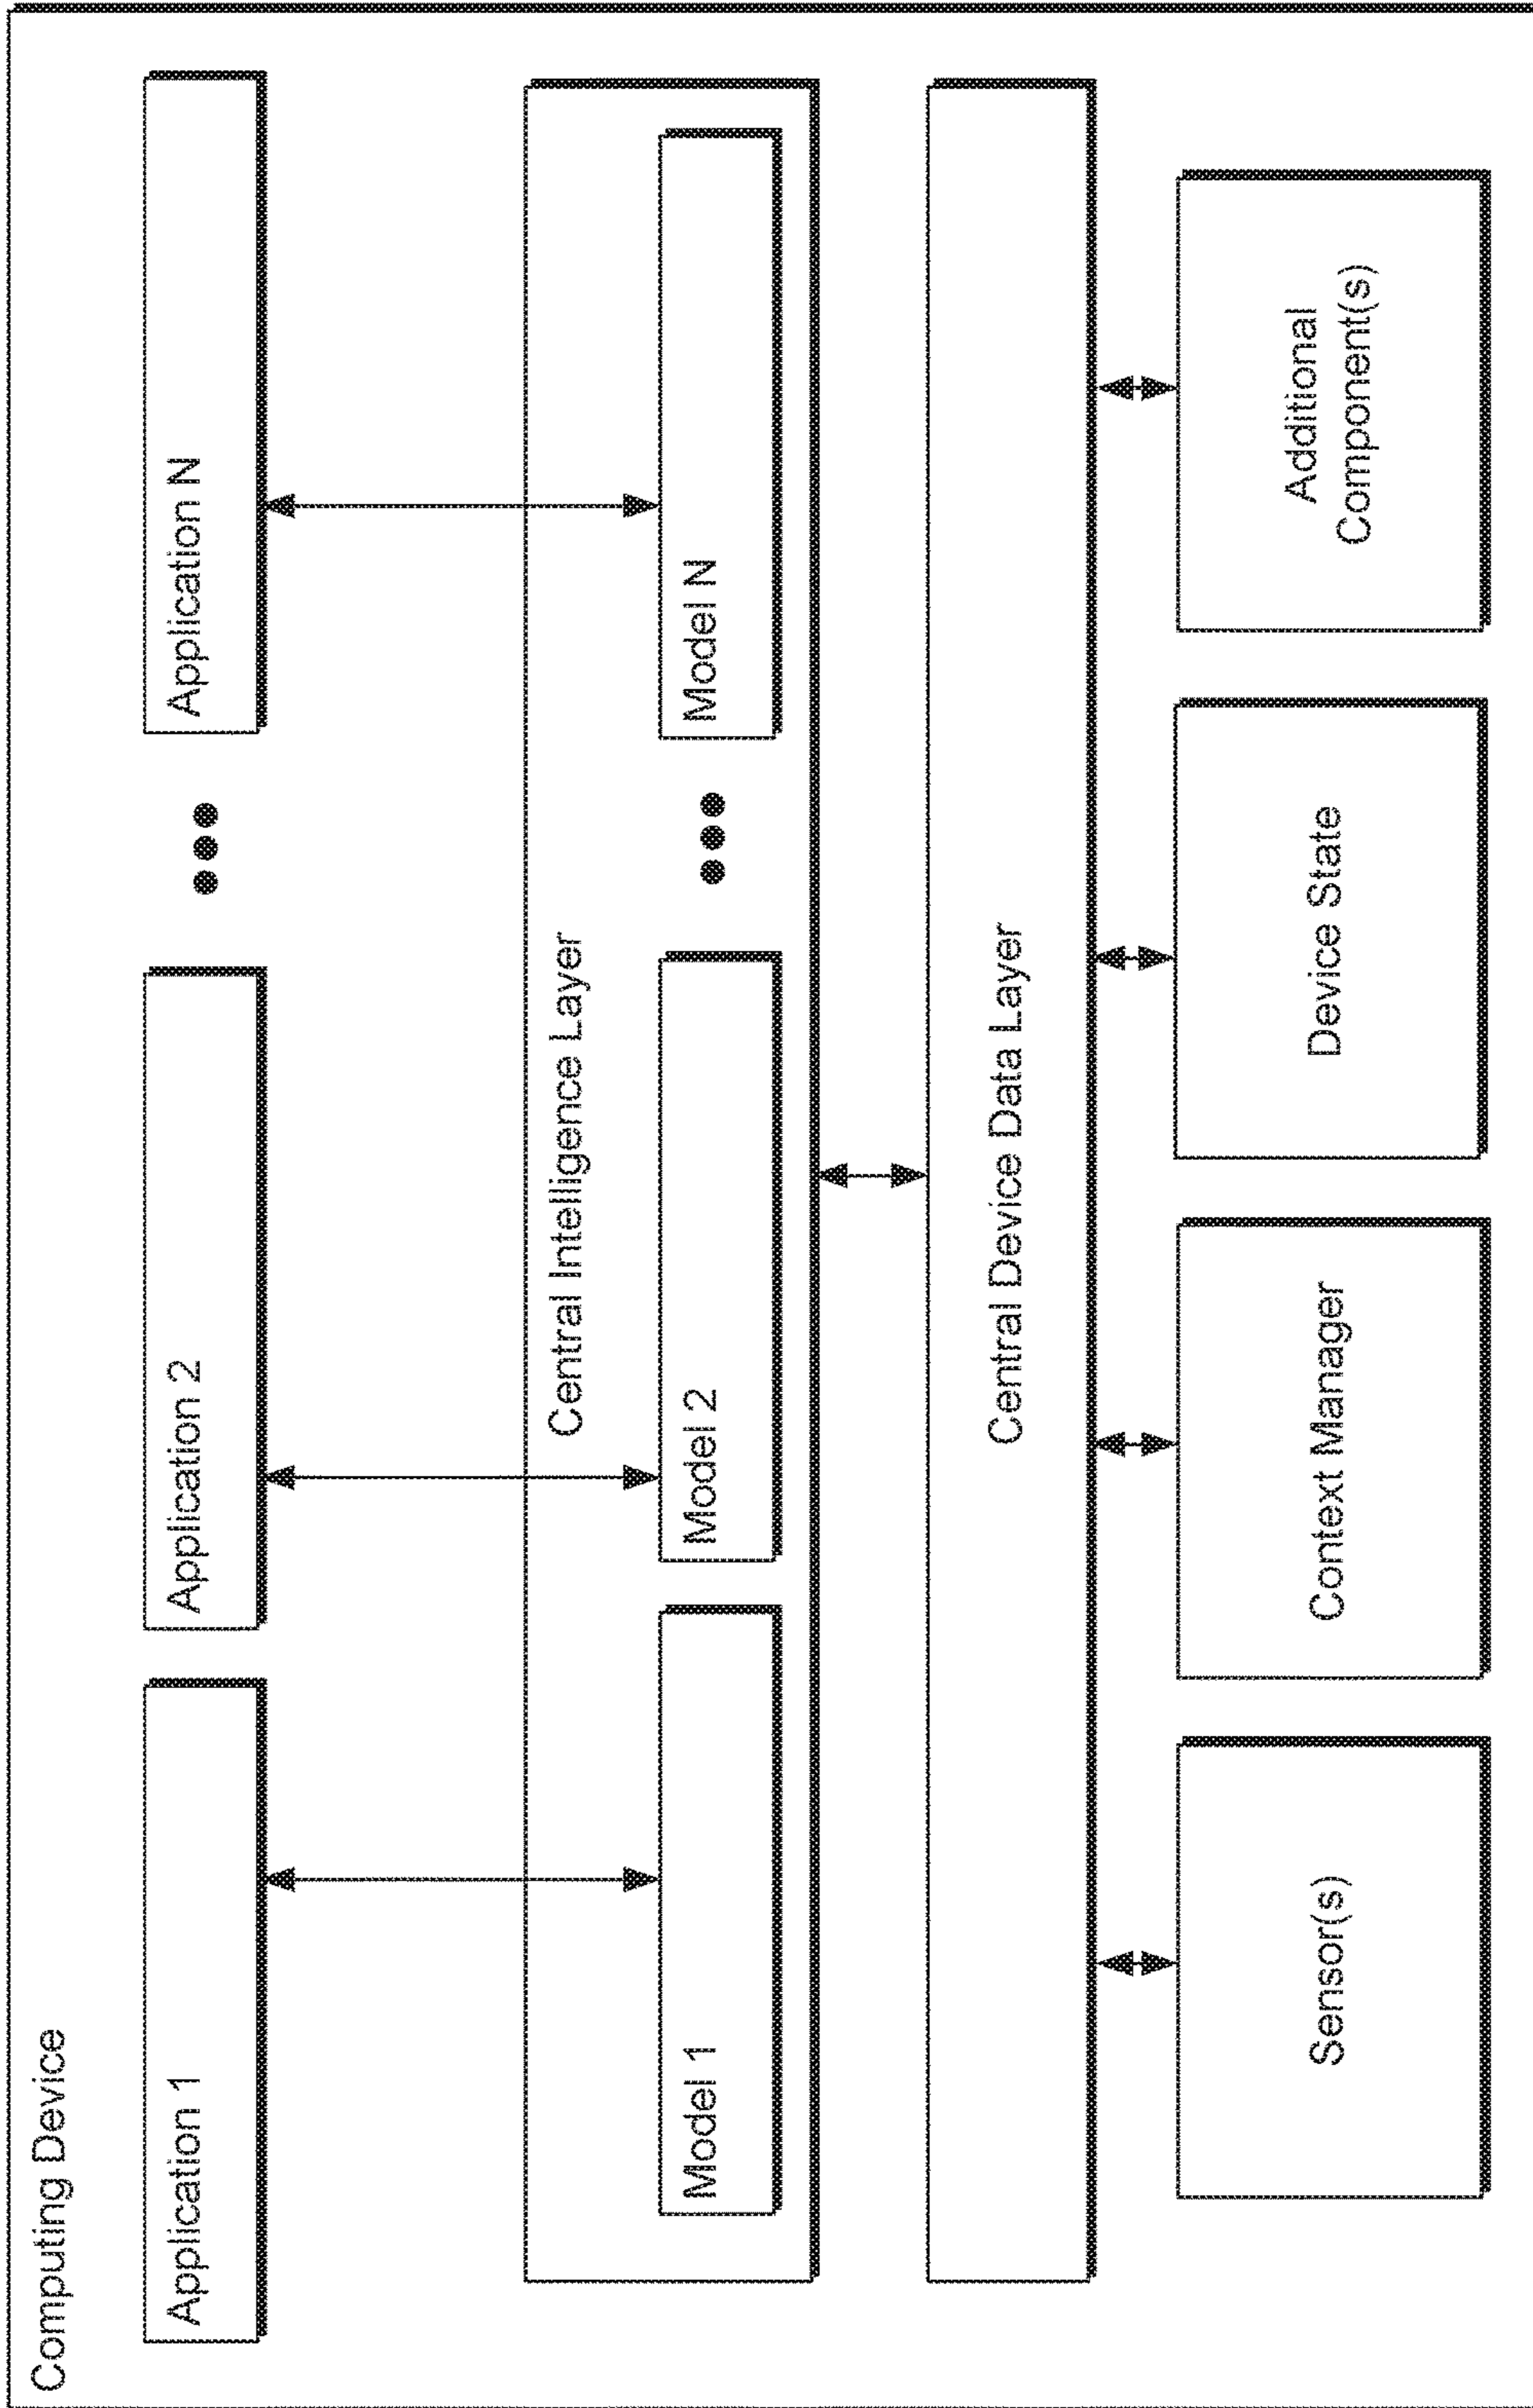 Computing Device
Application 1
Application 2
Application N
Central Intelligence Layer
Model 1
Model 2
Model N
Central Device Data Layer
Sensor(s)
Context Manager
Device State
Additional
Component(s)